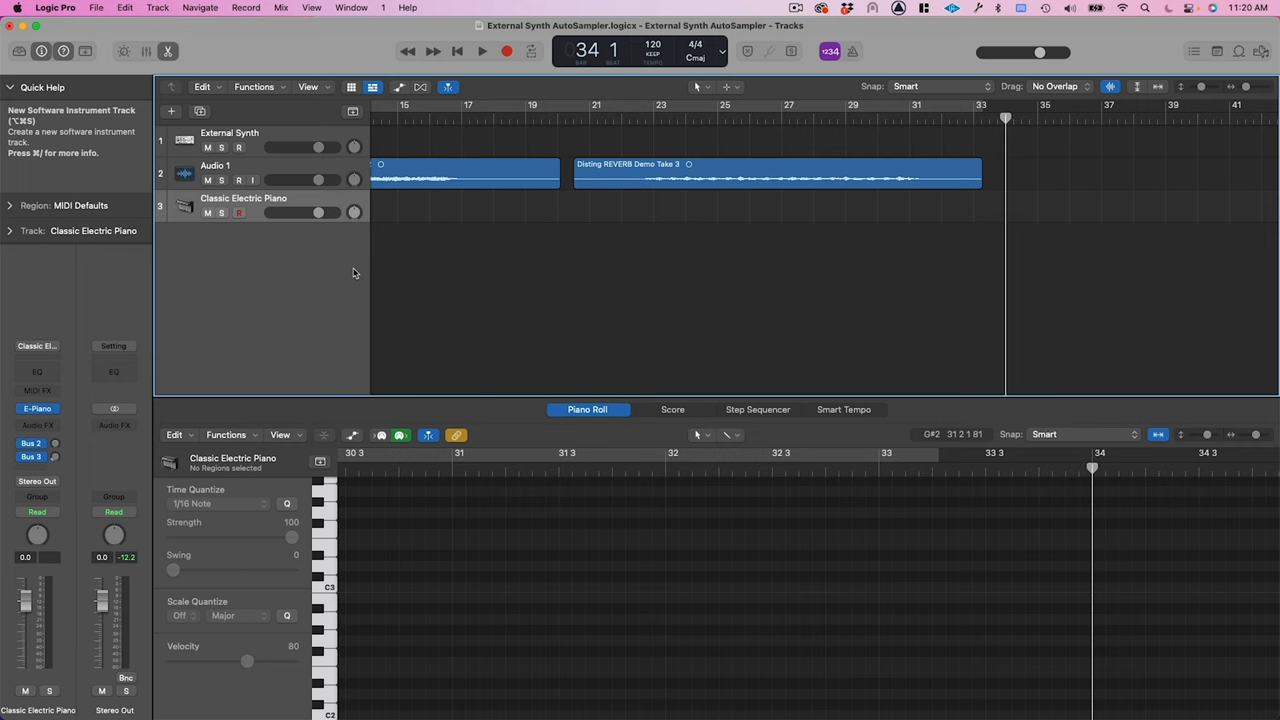 Logic Pro File Edit Track Navigate Record Mix View Window 1 Help 11:20 AM
External Synth AutoSampler.logicx - External Synth AutoSampler - Tracks
34 1 120 4/4
KEEP Cmaj
BAR BEAT TEMPO
1234
Quick Help
Edit Functions View Snap: Smart Drag: No Overlap
New Software Instrument Track
(⌥⌘S)
Create a new software instrument
track.
Press ⌘/ for more info.
15 17 19 21 23 25 27 29 31 33 35 37 39 41
1 External Synth
M S R
2 Audio 1
M S R I
Disting REVERB Demo Take 3
3 Classic Electric Piano
M S R
Region: MIDI Defaults
Track: Classic Electric Piano
Classic El... Setting
EQ EQ
MIDI FX
E-Piano
Audio FX Audio FX
Bus 2
Bus 3
Stereo Out
Group Group
Read Read
0.0 0.0 -12.2
Bnc
M S M S
Classic Electric Piano Stereo Out
Piano Roll Score Step Sequencer Smart Tempo
Edit Functions View G#2 31 2 1 81 Snap: Smart
Classic Electric Piano
No Regions selected
30 3 31 31 3 32 32 3 33 33 3 34 34 3
Time Quantize
1/16 Note Q
Strength 100
Swing 0
Scale Quantize
Off Major Q
Velocity 80
C3
C2